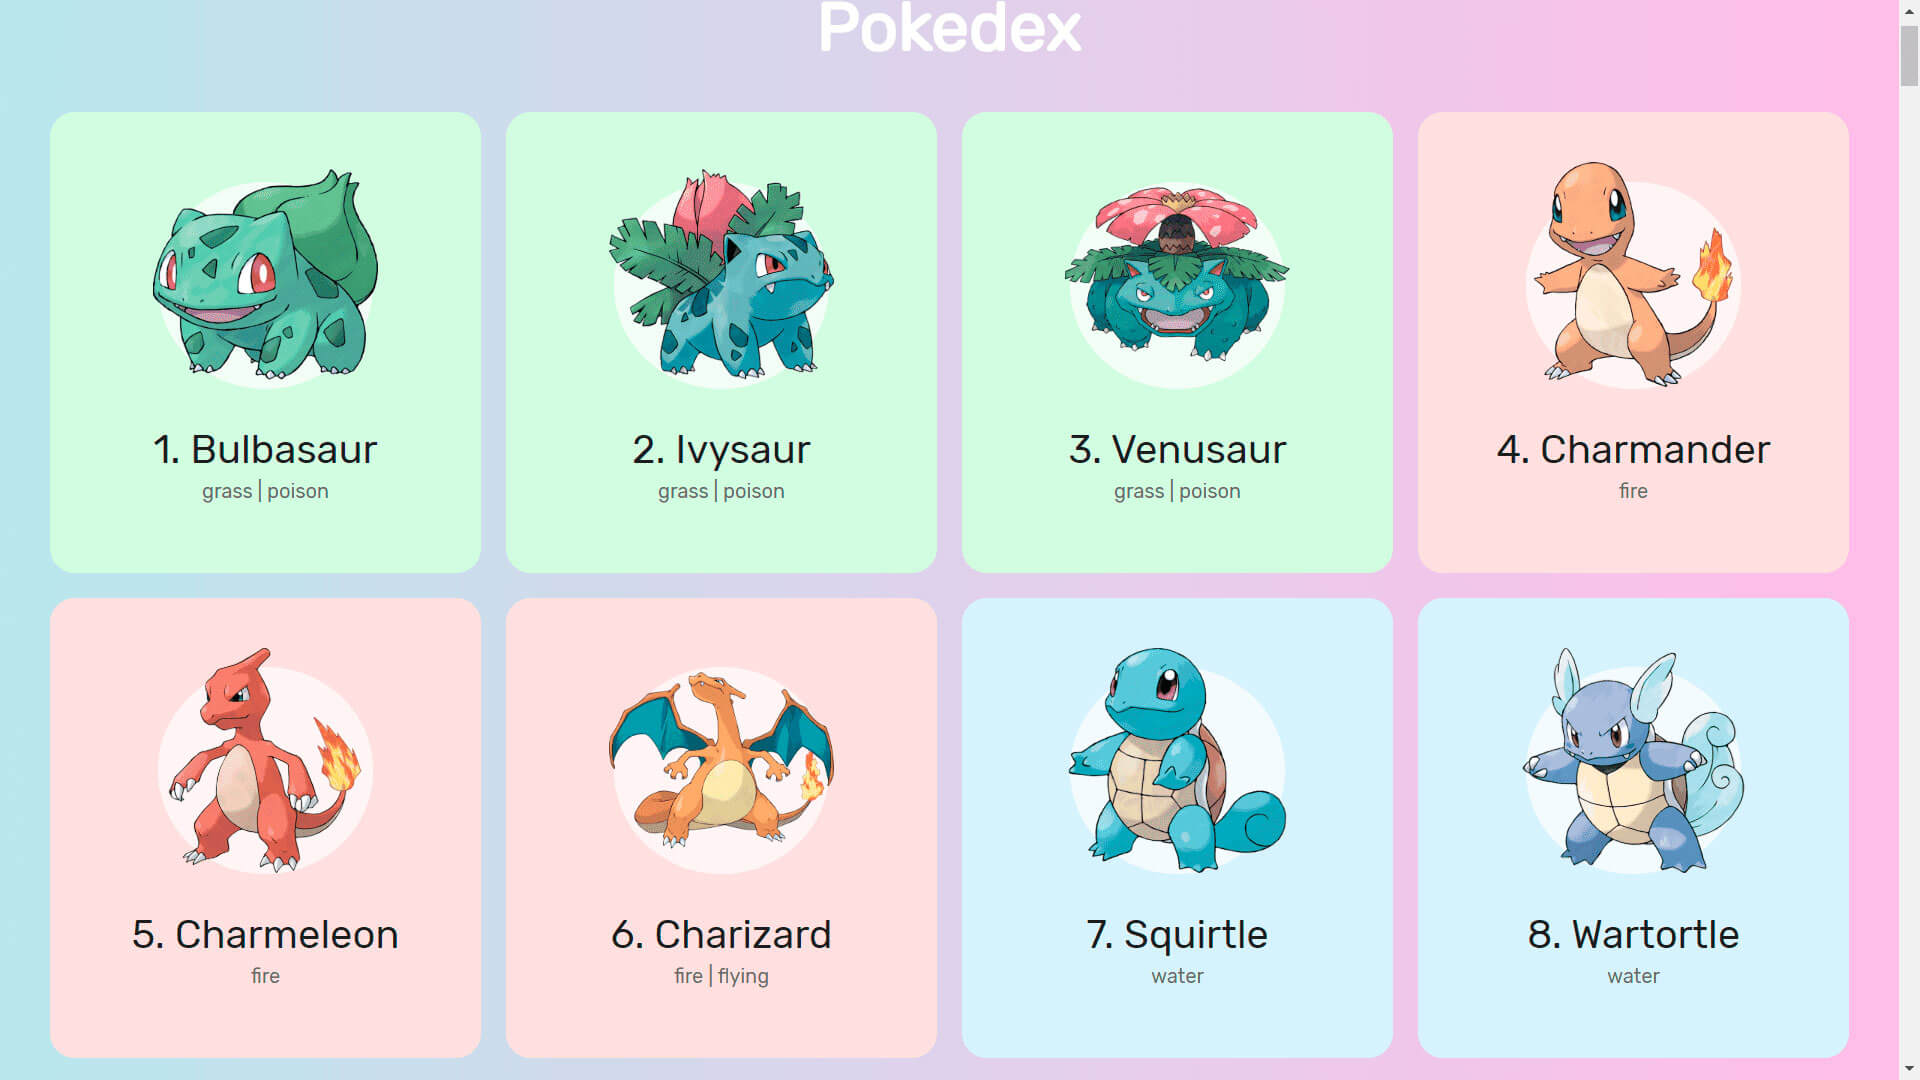 Pokedex
1. Bulbasaur
grass | poison
2. Ivysaur
grass | poison
3. Venusaur
grass | poison
4. Charmander
fire
5. Charmeleon
fire
6. Charizard
fire | flying
7. Squirtle
water
8. Wartortle
water